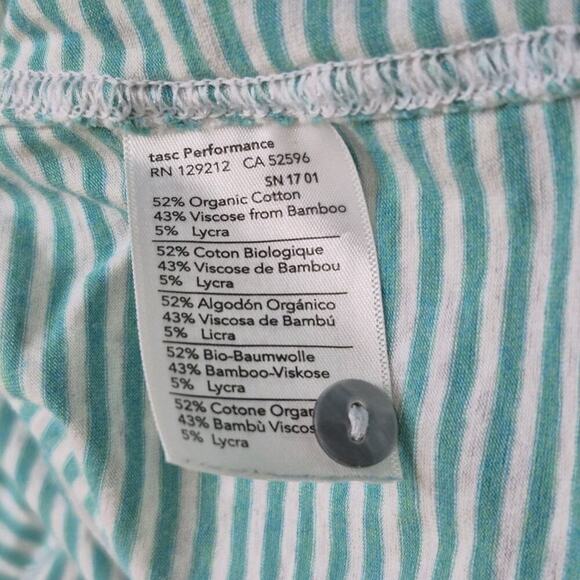 tasc Performance
RN 129212 CA 52596
SN 17 01
52% Organic Cotton
43% Viscose from Bamboo
5% Lycra
52% Coton Biologique
43% Viscose de Bambou
5% Lycra
52% Algodón Orgánico
43% Viscosa de Bambú
5% Licra
52% Bio-Baumwolle
43% Bamboo-Viskose
5% Lycra
52% Cotone
43% Bambù
5% Lycra